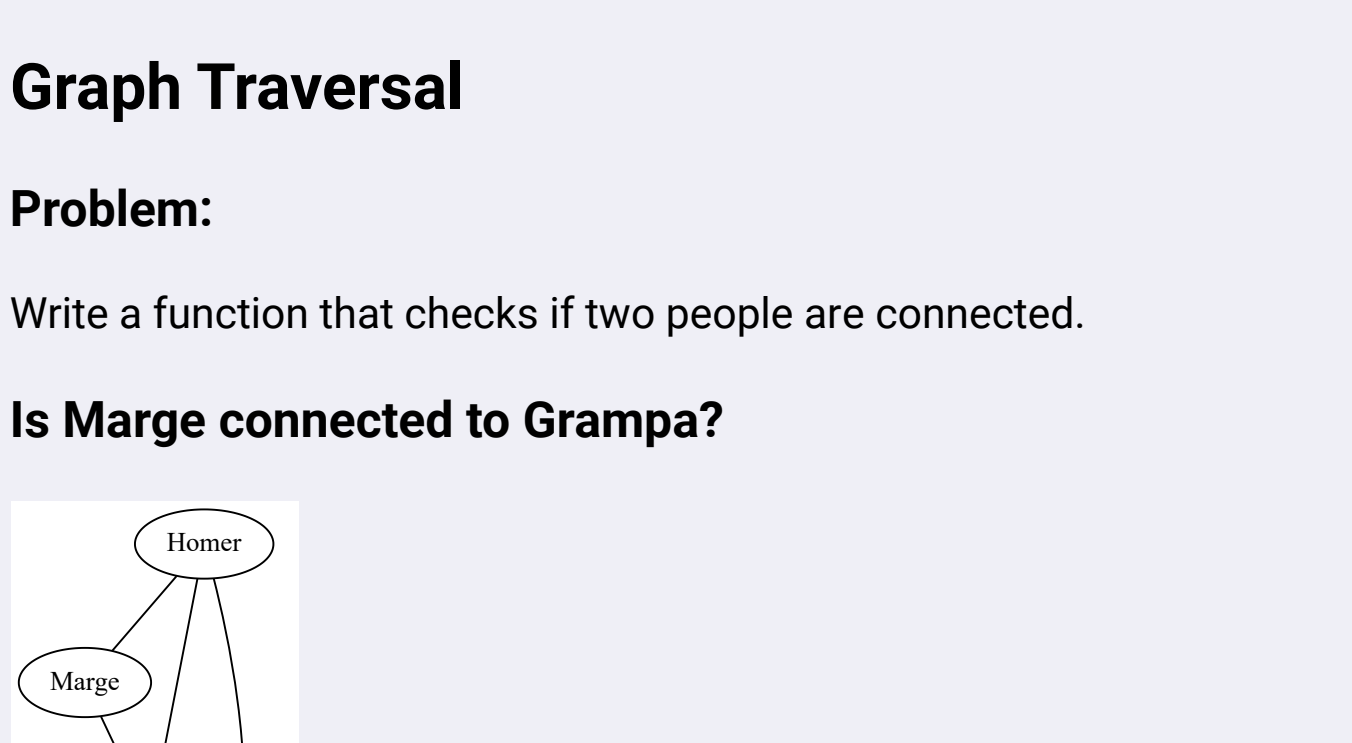 Graph Traversal
Problem:
Write a function that checks if two people are connected.
Is Marge connected to Grampa?
Homer
Marge